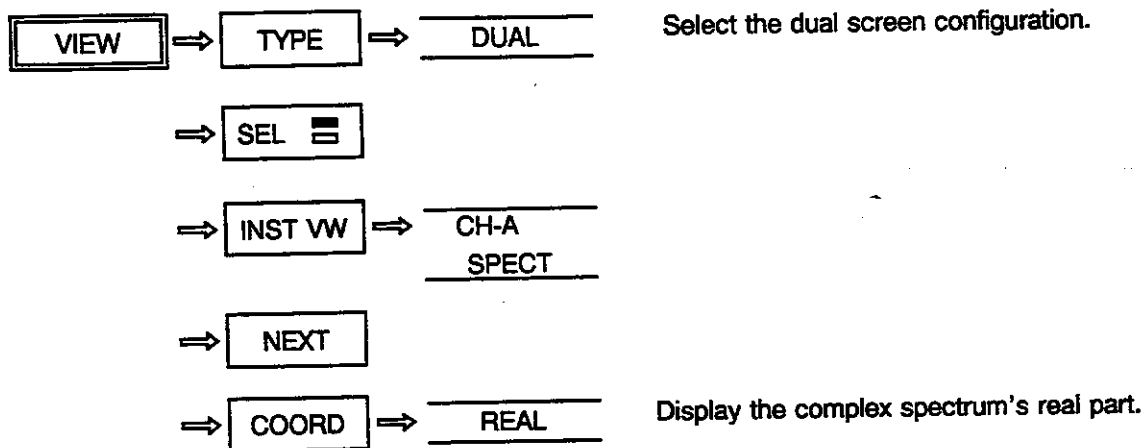 VIEW ⇒ TYPE ⇒ DUAL Select the dual screen configuration.
⇒ SEL
⇒ INST VW ⇒ CH-A
SPECT
⇒ NEXT
⇒ COORD ⇒ REAL Display the complex spectrum's real part.